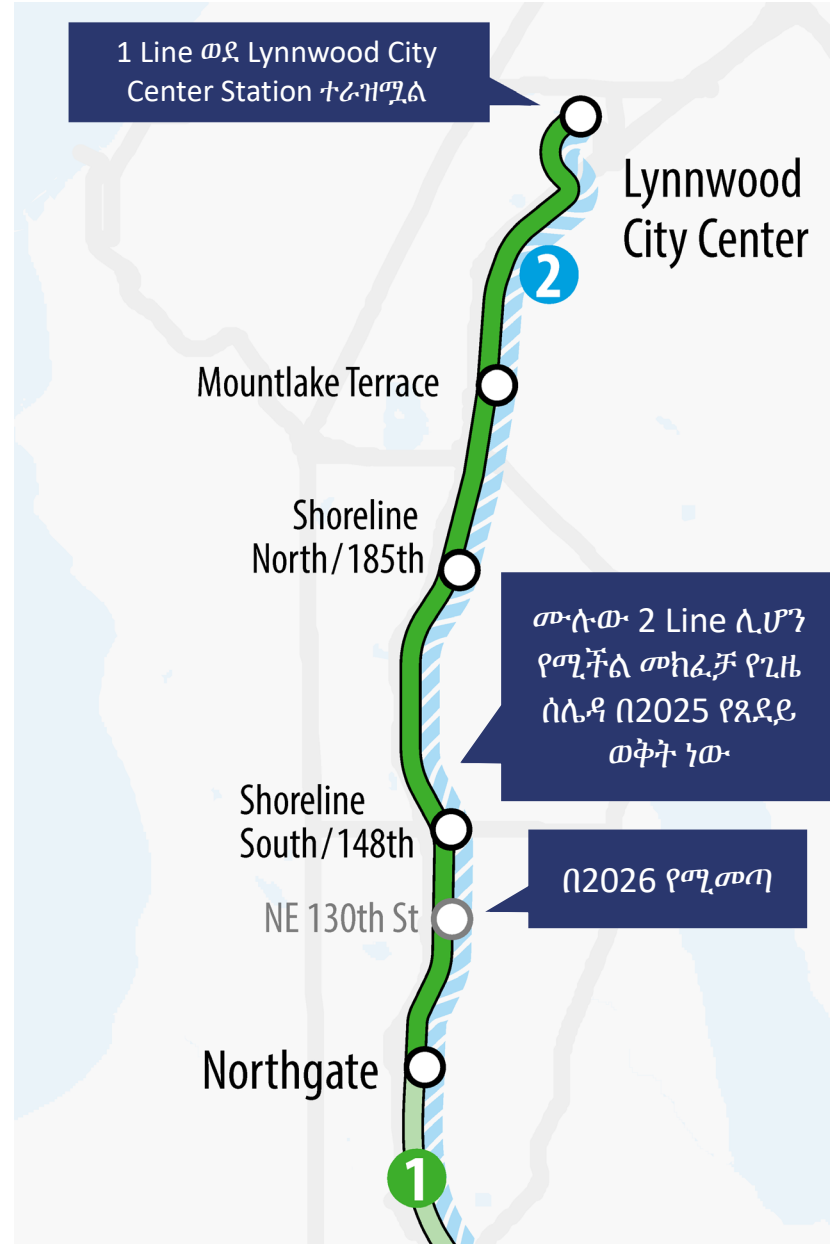 1 Line ወደ Lynnwood City
Center Station ተራዝሟል
Lynnwood
City Center
2
Mountlake Terrace
Shoreline
North/185th
ሙሉው 2 Line ሊሆን
የሚችል መክፈቻ የጊዜ
ሰሌዳ በ2025 የጸደይ
ወቅት ነው
Shoreline
South/148th
በ2026 የሚመጣ
NE 130th St
Northgate
1